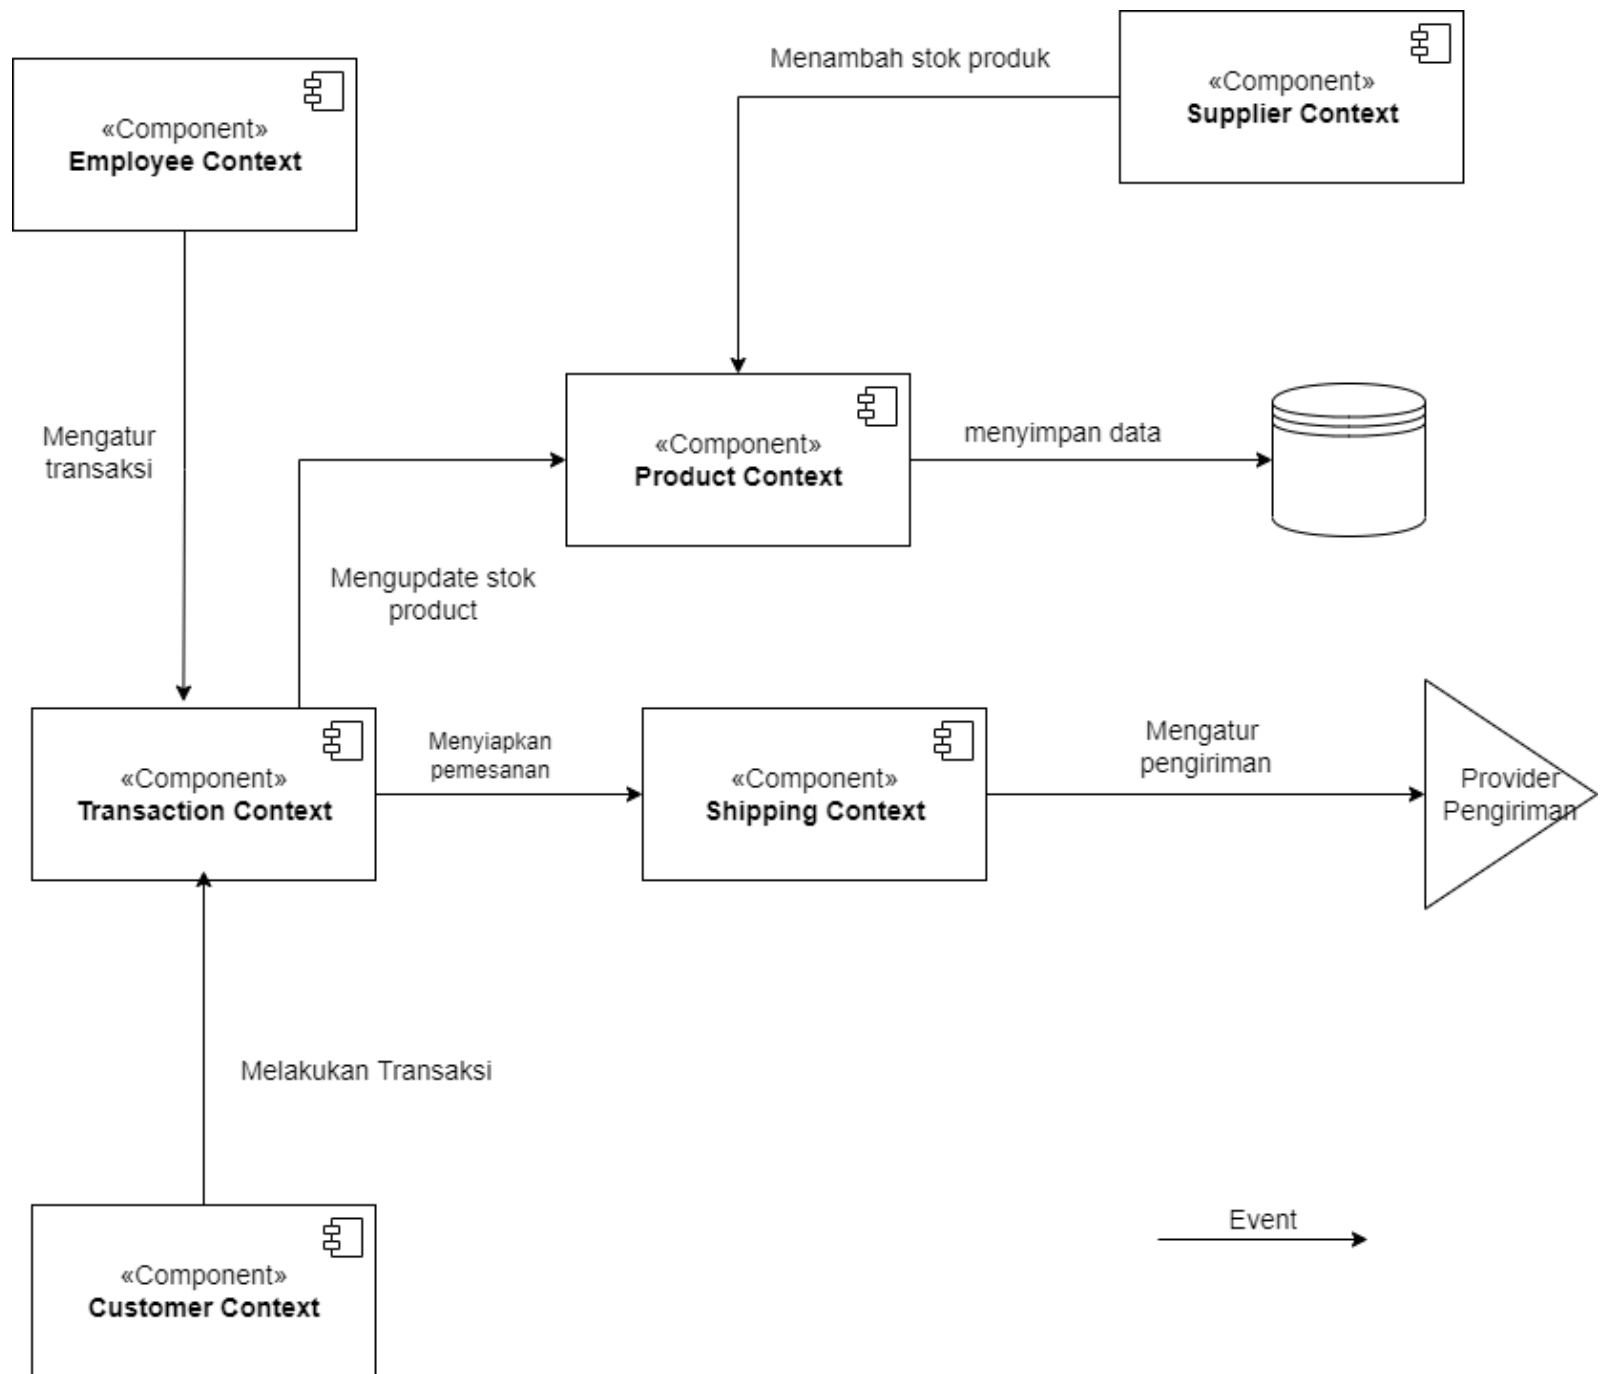 Menambah stok produk
«Component»
Supplier Context
«Component»
Employee Context
Mengatur
transaksi
«Component»
Product Context
menyimpan data
Mengupdate stok
product
«Component»
Transaction Context
Menyiapkan
pemesanan
«Component»
Shipping Context
Mengatur
pengiriman
Provider
Pengiriman
Melakukan Transaksi
Event
«Component»
Customer Context